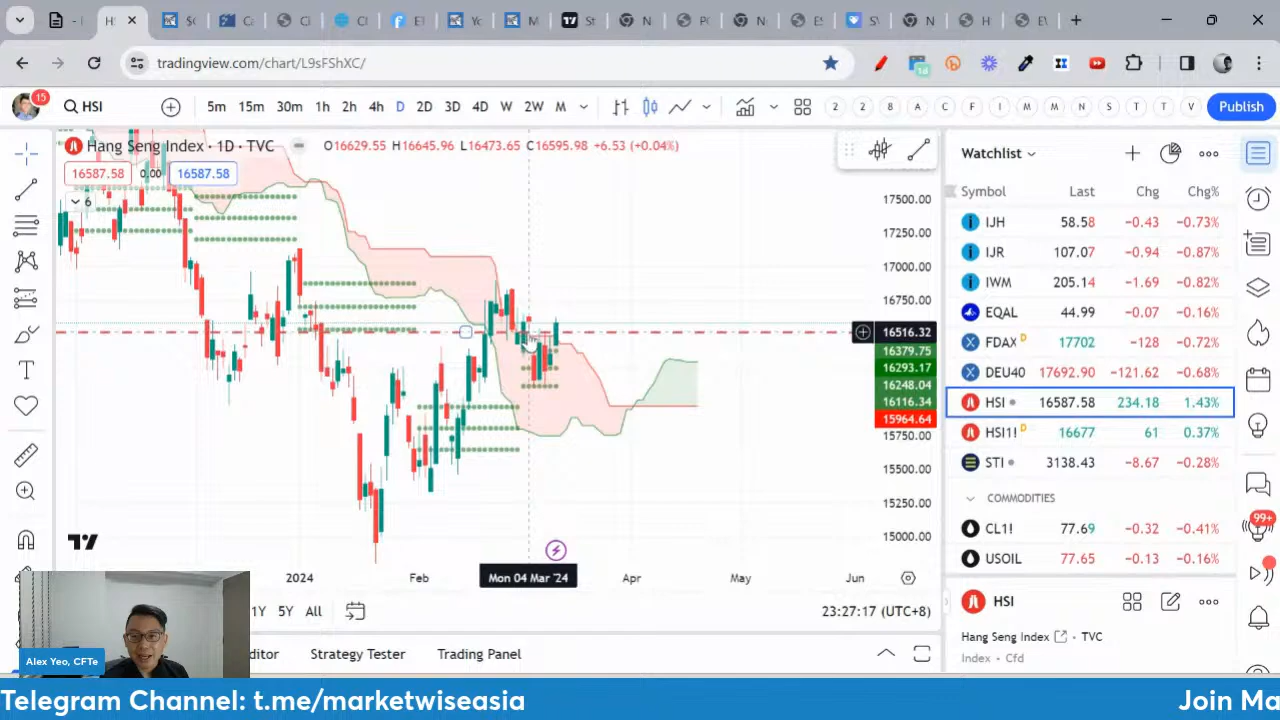 tradingview.com/chart/L9sFShXC/
15
HSI
5m 15m 30m 1h 2h 4h D 2D 3D 4D W 2W M
2 2 8 A C F I M M N S T T V
Publish
Hang Seng Index · 1D · TVC
O16629.55 H16645.96 L16473.65 C16595.98 +6.53 (+0.04%)
16587.58 0.00 16587.58
6
17500.00
17250.00
17000.00
16750.00
16516.32
16379.75
16293.17
16248.04
16116.34
15964.64
15750.00
15500.00
15250.00
15000.00
2024 Feb Mon 04 Mar '24 Apr May Jun
1Y 5Y All
23:27:17 (UTC+8)
Strategy Tester Trading Panel
Watchlist
Symbol Last Chg Chg%
IJH 58.58 −0.43 −0.73%
IJR 107.07 −0.94 −0.87%
IWM 205.14 −1.69 −0.82%
EQAL 44.99 −0.07 −0.16%
FDAX D 17702 −128 −0.72%
DEU40 17692.90 −121.62 −0.68%
HSI 16587.58 234.18 1.43%
HSI1! D 16677 61 0.37%
STI 3138.43 −8.67 −0.28%
COMMODITIES
CL1! 77.69 −0.32 −0.41%
USOIL 77.65 −0.13 −0.16%
HSI
Hang Seng Index · TVC
Index · Cfd
99+
Alex Yeo, CFTe
Telegram Channel: t.me/marketwiseasia
Join Ma